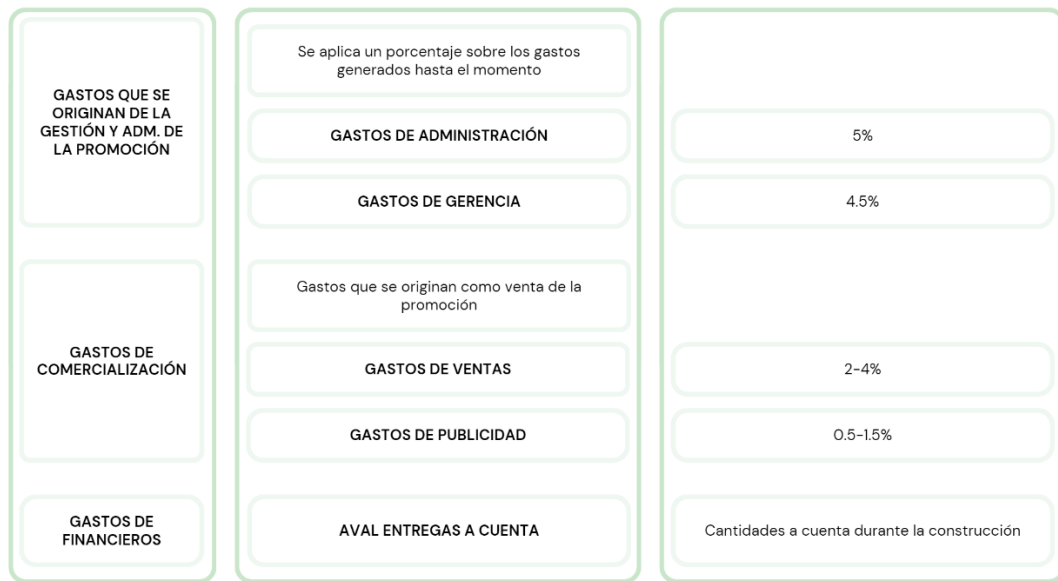 GASTOS QUE SE
ORIGINAN DE LA
GESTIÓN Y ADM. DE
LA PROMOCIÓN
Se aplica un porcentaje sobre los gastos
generados hasta el momento
GASTOS DE ADMINISTRACIÓN
5%
GASTOS DE GERENCIA
4.5%
GASTOS DE
COMERCIALIZACIÓN
Gastos que se originan como venta de la
promoción
GASTOS DE VENTAS
2-4%
GASTOS DE PUBLICIDAD
0.5-1.5%
GASTOS DE
FINANCIEROS
AVAL ENTREGAS A CUENTA
Cantidades a cuenta durante la construcción